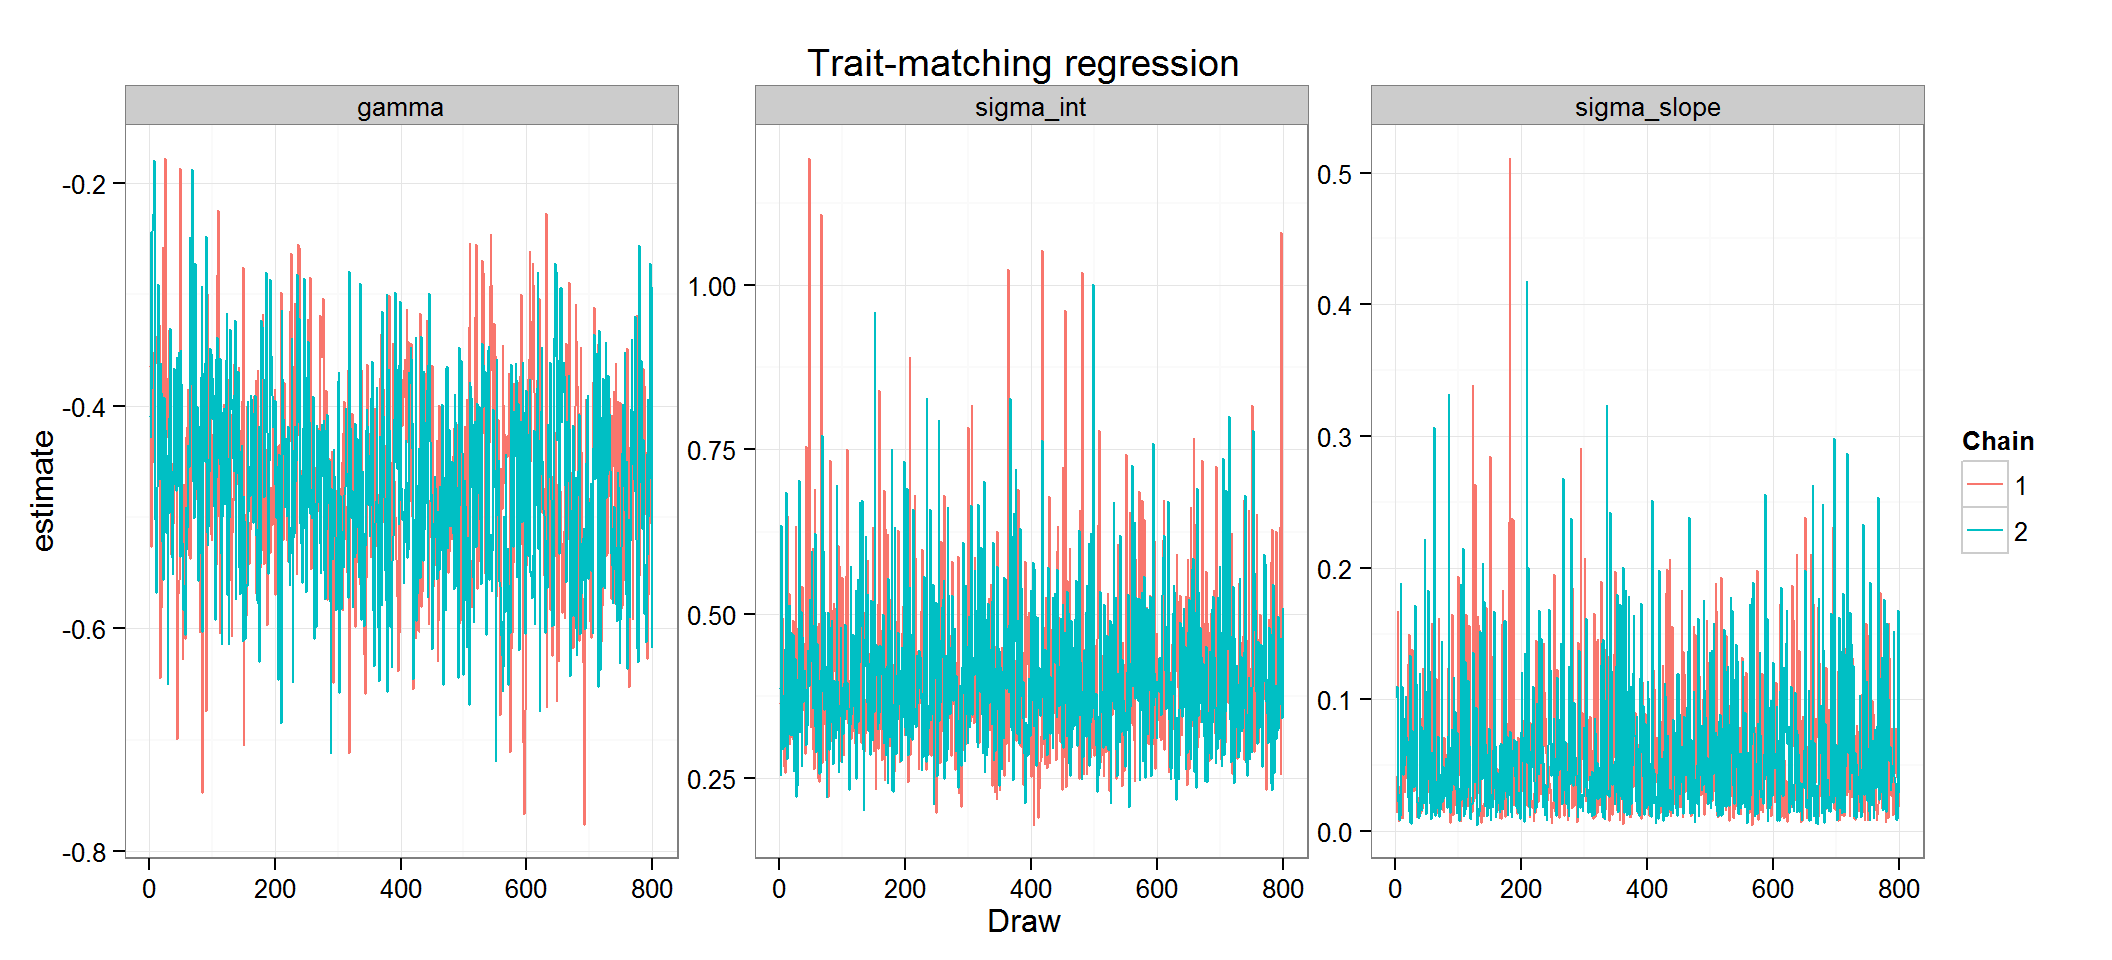 Trait-matching regression
gamma
sigma_int
sigma_slope
estimate
-0.2
-0.4
-0.6
-0.8
1.00
0.75
0.50
0.25
0.5
0.4
0.3
0.2
0.1
0.0
0 200 400 600 800
0 200 400 600 800
0 200 400 600 800
Draw
Chain
1
2